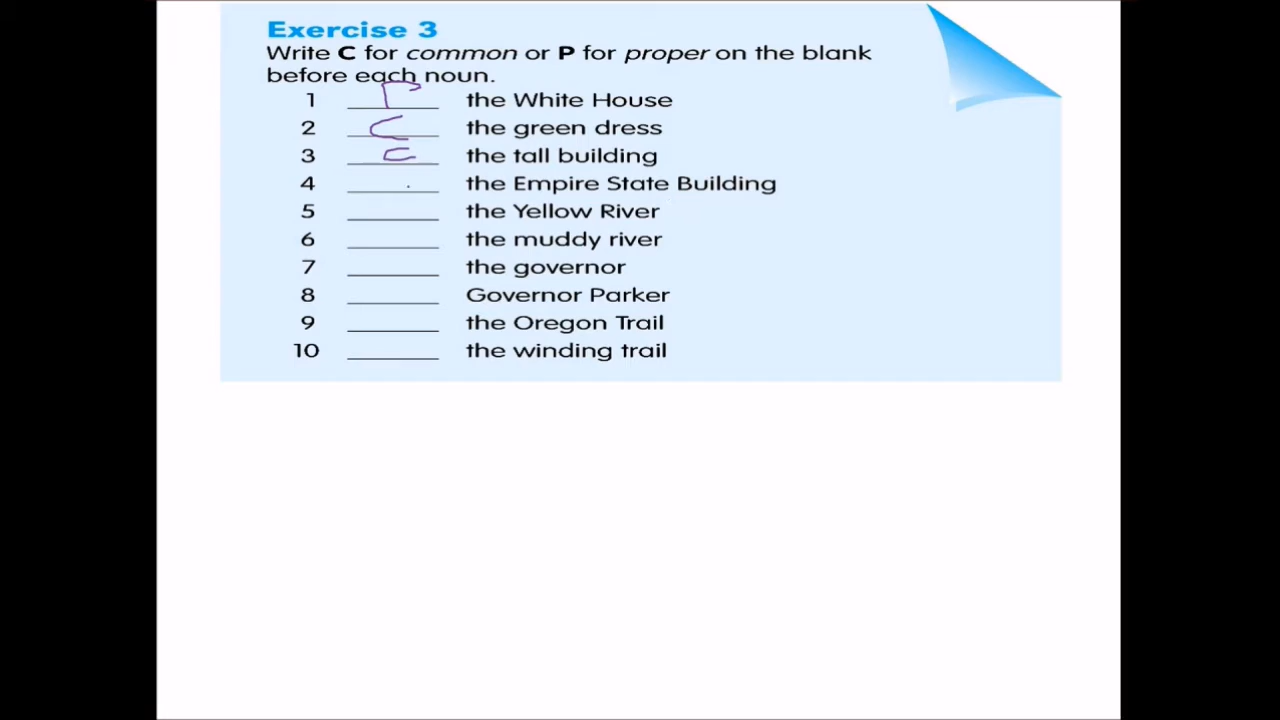 Exercise 3
Write C for common or P for proper on the blank
before each noun.
1 P the White House
2 C the green dress
3 C the tall building
4 the Empire State Building
5 the Yellow River
6 the muddy river
7 the governor
8 Governor Parker
9 the Oregon Trail
10 the winding trail